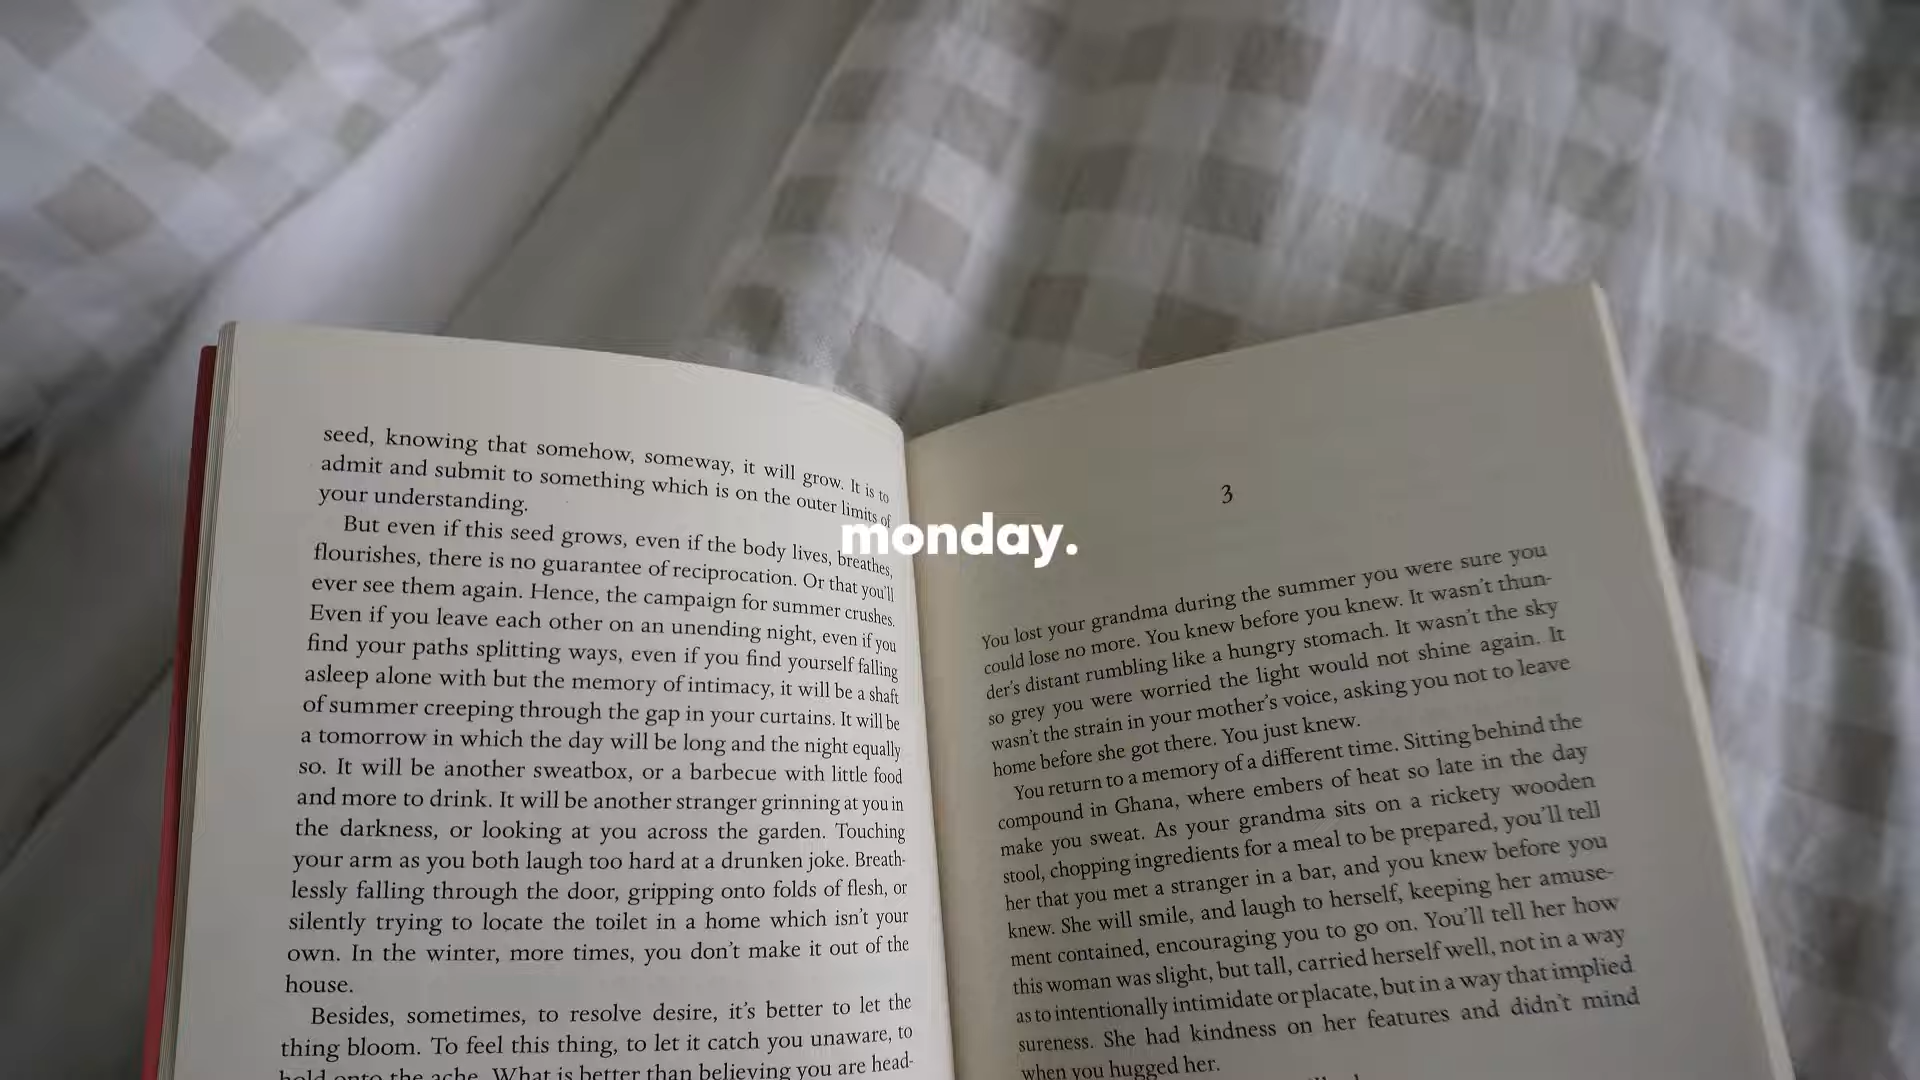 seed, knowing that somehow, someway, it will grow. It is to
admit and submit to something which is on the outer limits of
your understanding.
But even if this seed grows, even if the body lives, breathes,
flourishes, there is no guarantee of reciprocation. Or that you'll
ever see them again. Hence, the campaign for summer crushes.
Even if you leave each other on an unending night, even if you
find your paths splitting ways, even if you find yourself falling
asleep alone with but the memory of intimacy, it will be a shaft
of summer creeping through the gap in your curtains. It will be
a tomorrow in which the day will be long and the night equally
so. It will be another sweatbox, or a barbecue with little food
and more to drink. It will be another stranger grinning at you in
the darkness, or looking at you across the garden. Touching
your arm as you both laugh too hard at a drunken joke. Breath-
lessly falling through the door, gripping onto folds of flesh, or
silently trying to locate the toilet in a home which isn't your
own. In the winter, more times, you don't make it out of the
house.
Besides, sometimes, to resolve desire, it's better to let the
thing bloom. To feel this thing, to let it catch you unaware, to
hold onto the ache. What is better than believing you are head-
monday.
3
You lost your grandma during the summer you were sure you
could lose no more. You knew before you knew. It wasn't thun-
der's distant rumbling like a hungry stomach. It wasn't the sky
so grey you were worried the light would not shine again. It
wasn't the strain in your mother's voice, asking you not to leave
home before she got there. You just knew.
You return to a memory of a different time. Sitting behind the
compound in Ghana, where embers of heat so late in the day
make you sweat. As your grandma sits on a rickety wooden
stool, chopping ingredients for a meal to be prepared, you'll tell
her that you met a stranger in a bar, and you knew before you
knew. She will smile, and laugh to herself, keeping her amuse-
ment contained, encouraging you to go on. You'll tell her how
this woman was slight, but tall, carried herself well, not in a way
as to intentionally intimidate or placate, but in a way that implied
sureness. She had kindness on her features and didn't mind
when you hugged her.